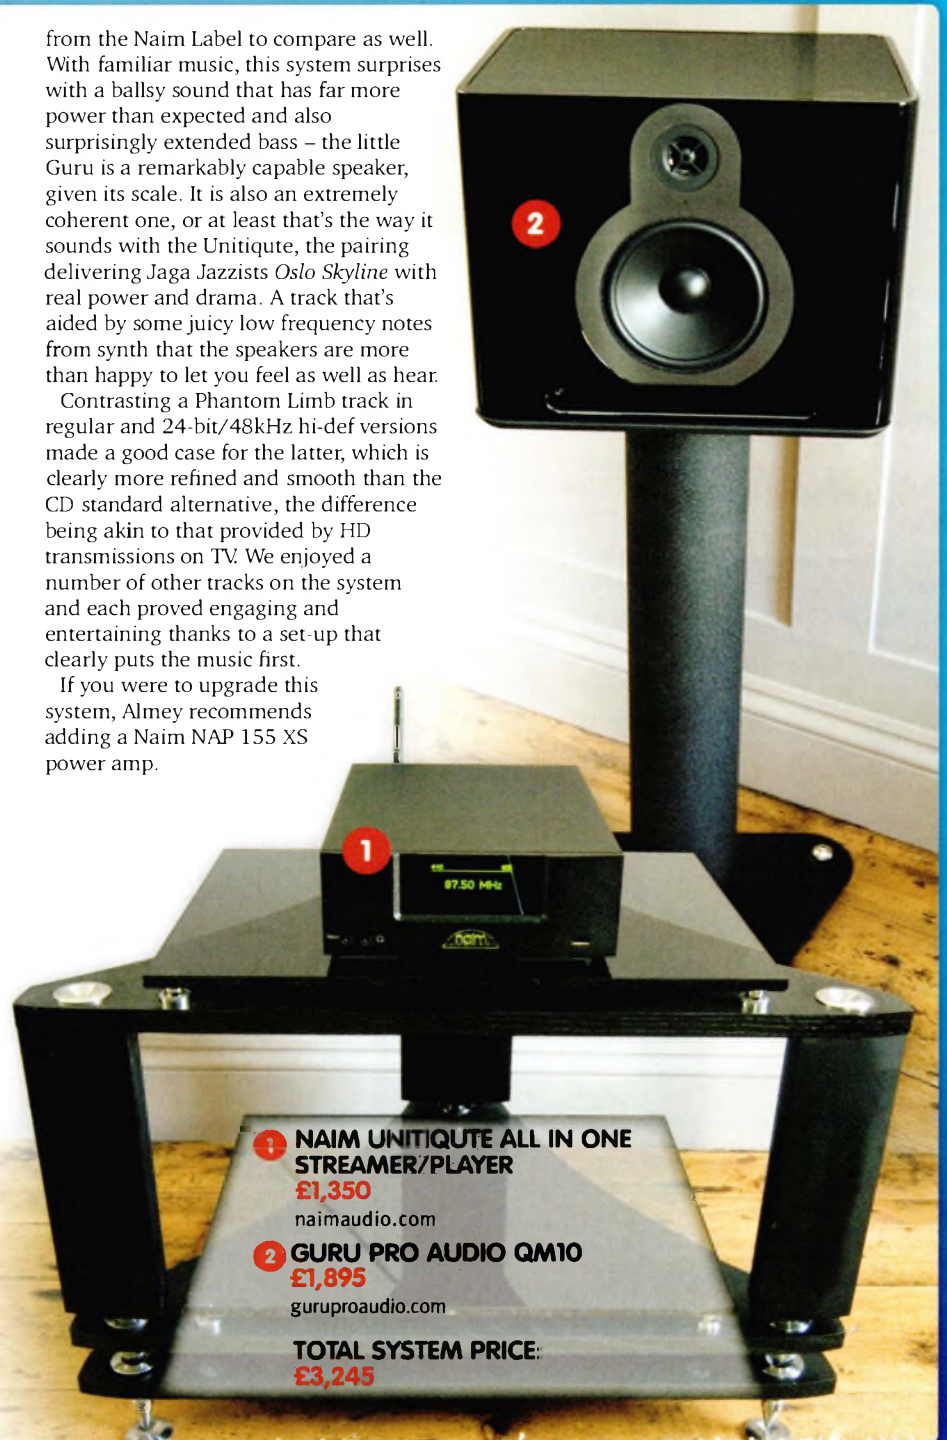 from the Naim Label to compare as well.
With familiar music, this system surprises
with a ballsy sound that has far more
power than expected and also
surprisingly extended bass – the little
Guru is a remarkably capable speaker,
given its scale. It is also an extremely
coherent one, or at least that's the way it
sounds with the Unitiqute, the pairing
delivering Jaga Jazzists Oslo Skyline with
real power and drama. A track that's
aided by some juicy low frequency notes
from synth that the speakers are more
than happy to let you feel as well as hear.
Contrasting a Phantom Limb track in
regular and 24-bit/48kHz hi-def versions
made a good case for the latter, which is
clearly more refined and smooth than the
CD standard alternative, the difference
being akin to that provided by HD
transmissions on TV. We enjoyed a
number of other tracks on the system
and each proved engaging and
entertaining thanks to a set-up that
clearly puts the music first.
If you were to upgrade this
system, Almey recommends
adding a Naim NAP 155 XS
power amp.
2
1
87.50 MHz
naim
1 NAIM UNITIQUTE ALL IN ONE
STREAMER/PLAYER
£1,350
naimaudio.com
2 GURU PRO AUDIO QM10
£1,895
guruproaudio.com
TOTAL SYSTEM PRICE:
£3,245